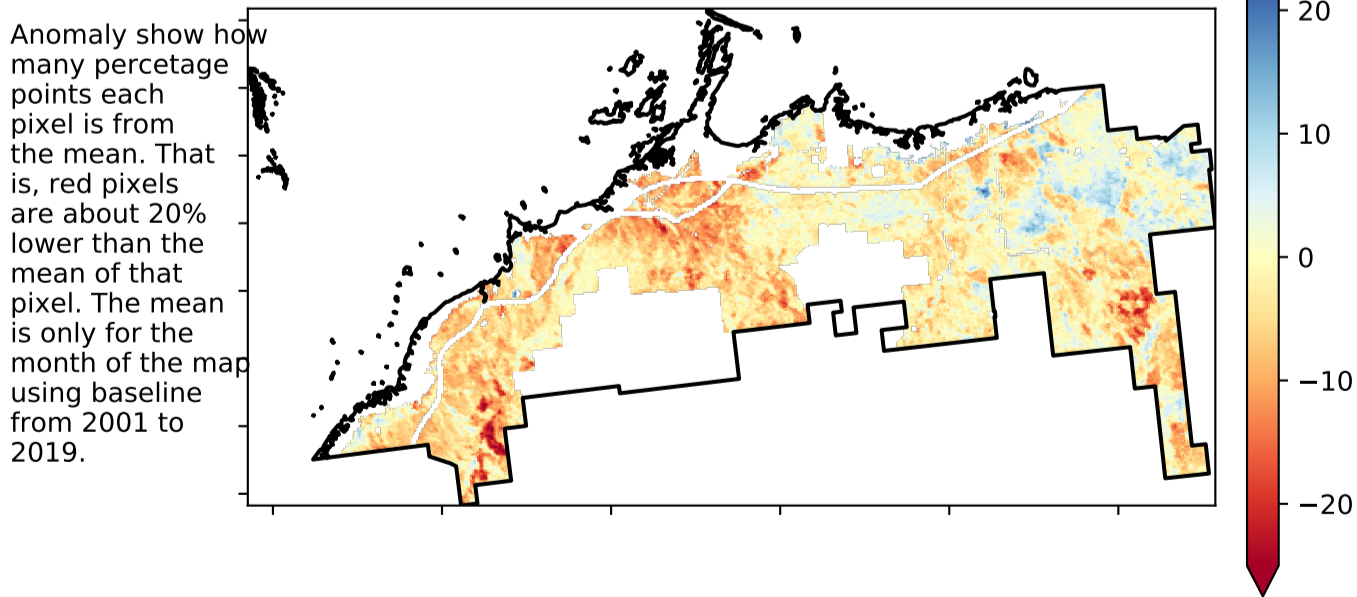 Anomaly show how
many percetage
points each
pixel is from
the mean. That
is, red pixels
are about 20%
lower than the
mean of that
pixel. The mean
is only for the
month of the map
using baseline
from 2001 to
2019.
20
10
0
−10
−20